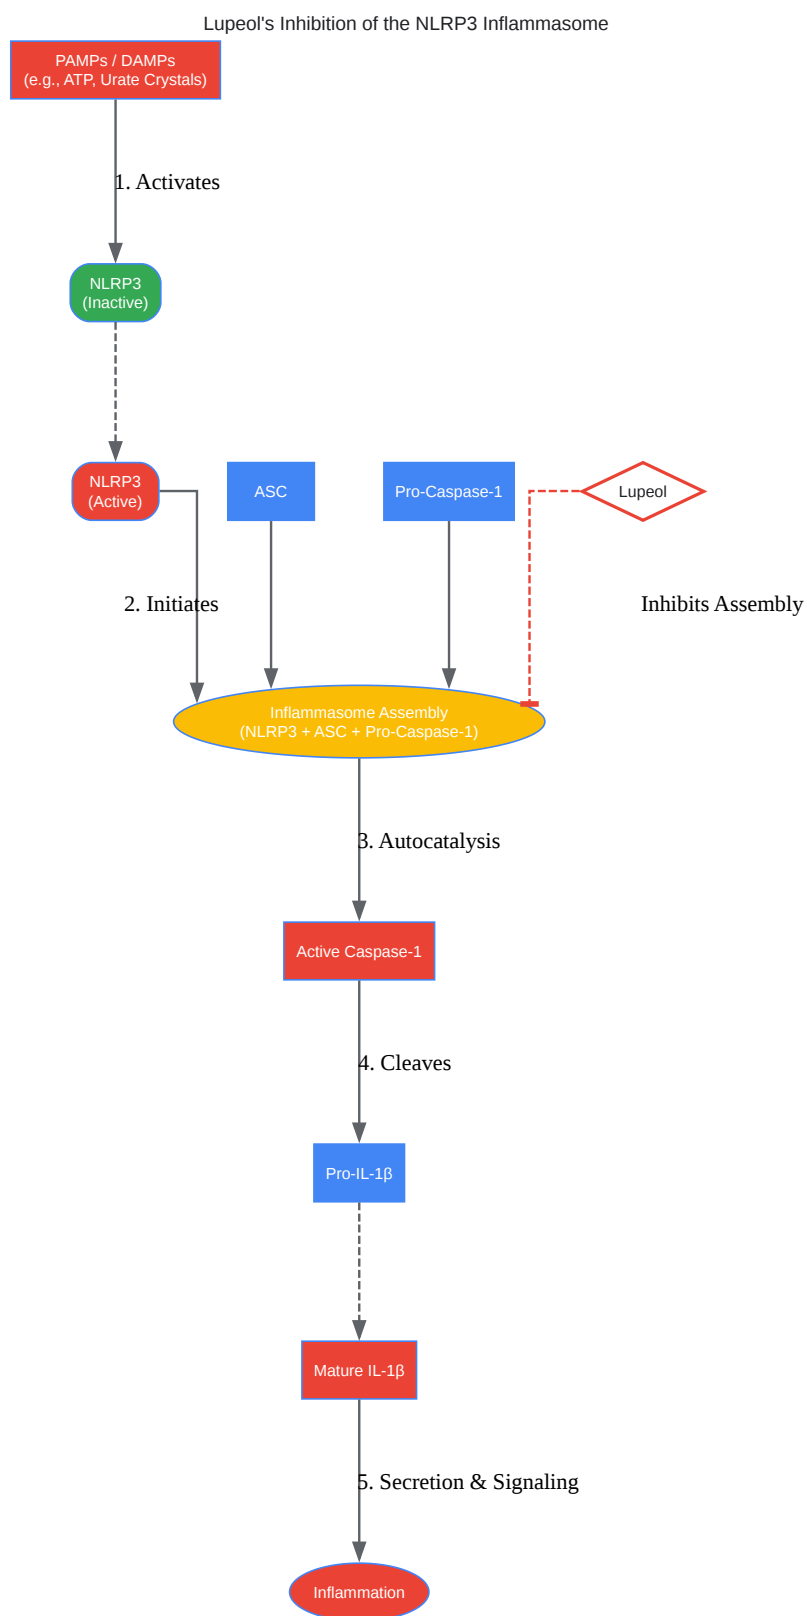 Lupeol's Inhibition of the NLRP3 Inflammasome
PAMPs / DAMPs
(e.g., ATP, Urate Crystals)
1. Activates
NLRP3
(Inactive)
NLRP3
(Active)
ASC
Pro-Caspase-1
Lupeol
2. Initiates
Inhibits Assembly
Inflammasome Assembly
(NLRP3 + ASC + Pro-Caspase-1)
3. Autocatalysis
Active Caspase-1
4. Cleaves
Pro-IL-1β
Mature IL-1β
5. Secretion & Signaling
Inflammation